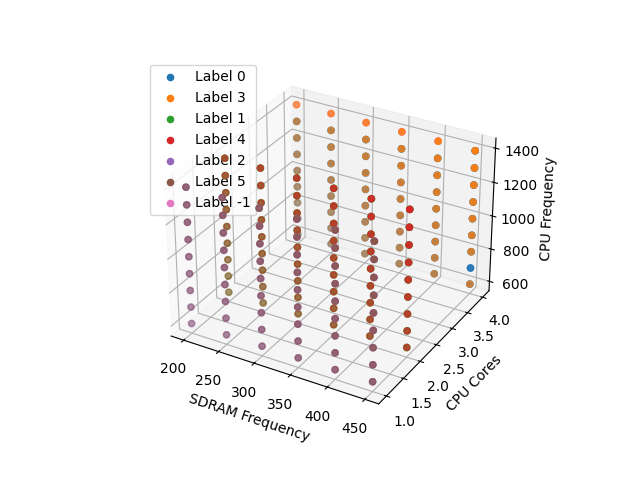 Label 0
Label 3
Label 1
Label 4
Label 2
Label 5
Label -1
1400
1200
1000
800
600
CPU Frequency
4.0
3.5
3.0
2.5
2.0
1.5
1.0
CPU Cores
200
250
300
350
400
450
SDRAM Frequency